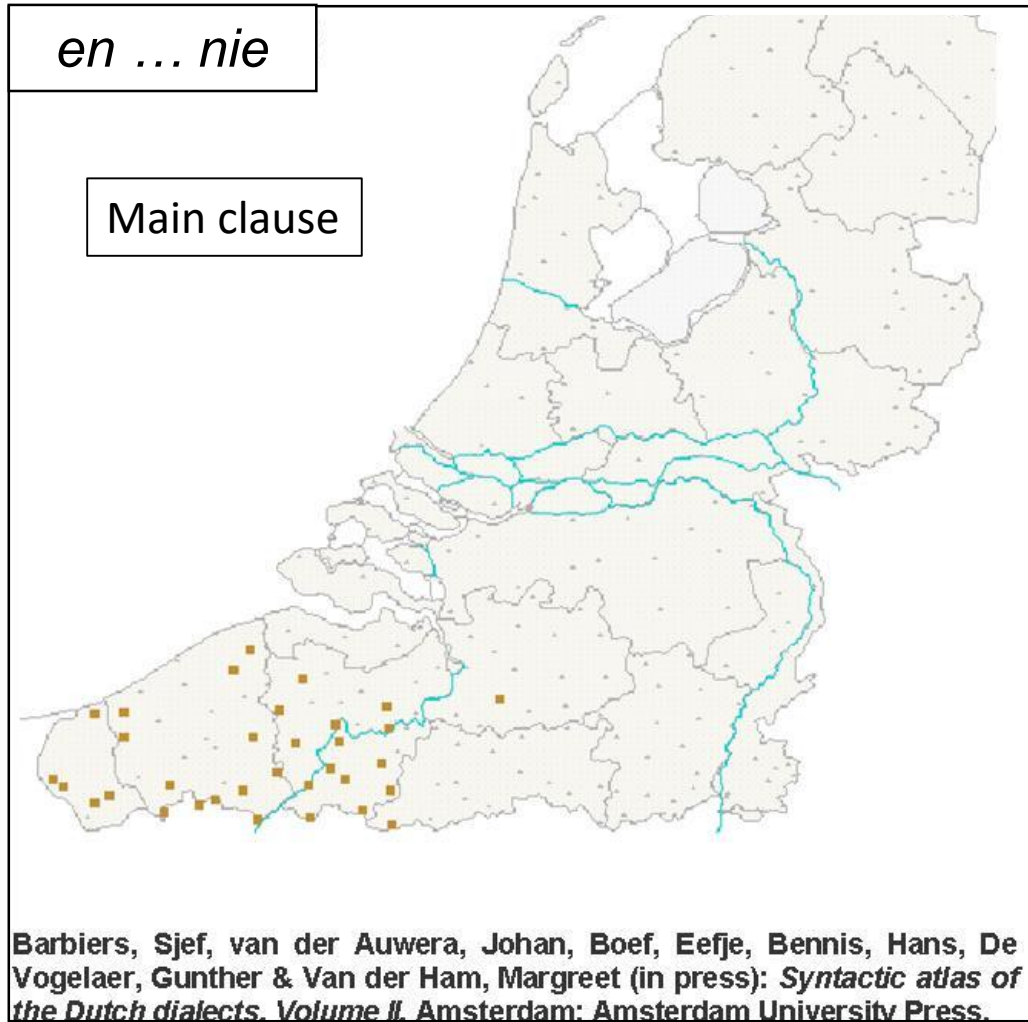 en … nie
Main clause
Barbiers, Sjef, van der Auwera, Johan, Boef, Eefje, Bennis, Hans, De
Vogelaer, Gunther & Van der Ham, Margreet (in press): Syntactic atlas of
the Dutch dialects. Volume II. Amsterdam: Amsterdam University Press.